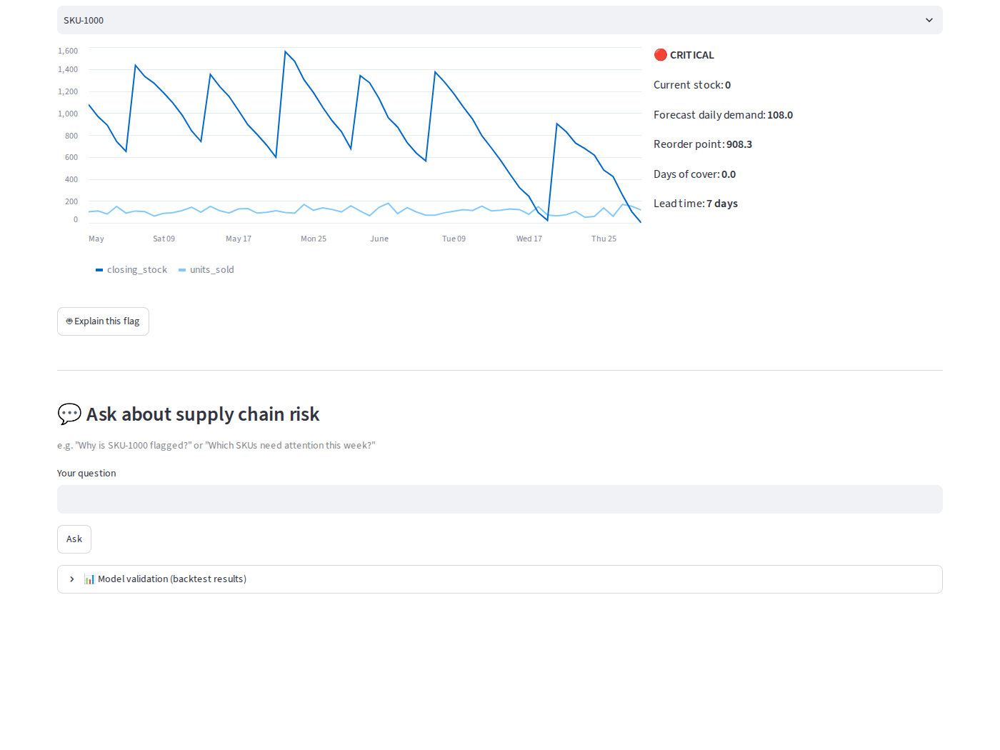 SKU-1000
1,600
1,400
1,200
1,000
800
600
400
200
0
May
Sat 09
May 17
Mon 25
June
Tue 09
Wed 17
Thu 25
closing_stock
units_sold
🔴 CRITICAL
Current stock: 0
Forecast daily demand: 108.0
Reorder point: 908.3
Days of cover: 0.0
Lead time: 7 days
Explain this flag
💬 Ask about supply chain risk
e.g. "Why is SKU-1000 flagged?" or "Which SKUs need attention this week?"
Your question
Ask
📊 Model validation (backtest results)